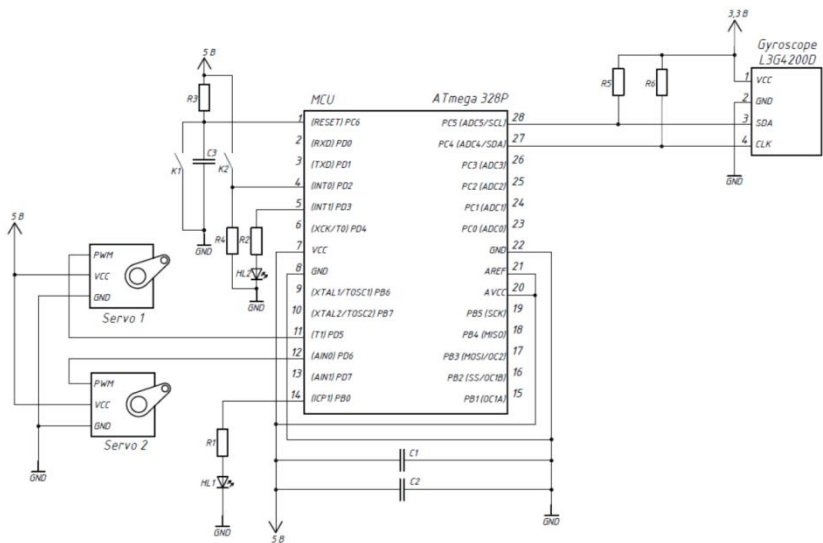 3,3 В
Gyroscope
L3G4200D
5 В
R3
R5
R6
1 VCC
2 GND
3 SDA
4 CLK
GND
MCU
ATmega 328P
1 (RESET) PC6
2 (RXD) PD0
3 (TXD) PD1
4 (INT0) PD2
5 (INT1) PD3
6 (XCK/T0) PD4
7 VCC
8 GND
9 (XTAL1/TOSC1) PB6
10 (XTAL2/TOSC2) PB7
11 (T1) PD5
12 (AIN0) PD6
13 (AIN1) PD7
14 (ICP1) PB0
PC5 (ADC5/SCL) 28
PC4 (ADC4/SDA) 27
PC3 (ADC3) 26
PC2 (ADC2) 25
PC1 (ADC1) 24
PC0 (ADC0) 23
GND 22
AREF 21
AVCC 20
PB5 (SCK) 19
PB4 (MISO) 18
PB3 (MOSI/OC2) 17
PB2 (SS/OC1B) 16
PB1 (OC1A) 15
K1
C3
K2
GND
R4
R2
HL2
GND
5 В
PWM
VCC
GND
Servo 1
PWM
VCC
GND
Servo 2
GND
R1
HL1
GND
C1
C2
5 В
GND